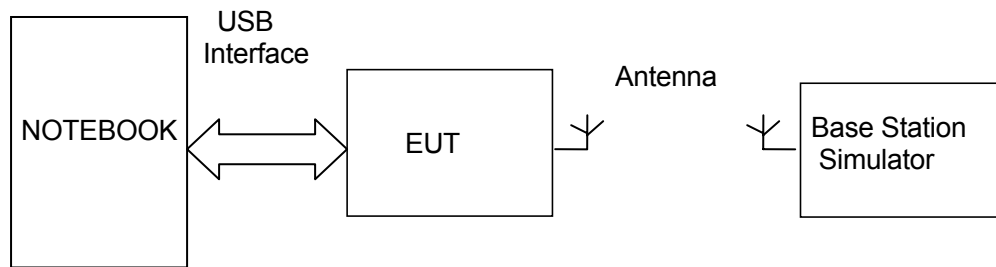 USB
Interface
NOTEBOOK
EUT
Antenna
Base Station
Simulator